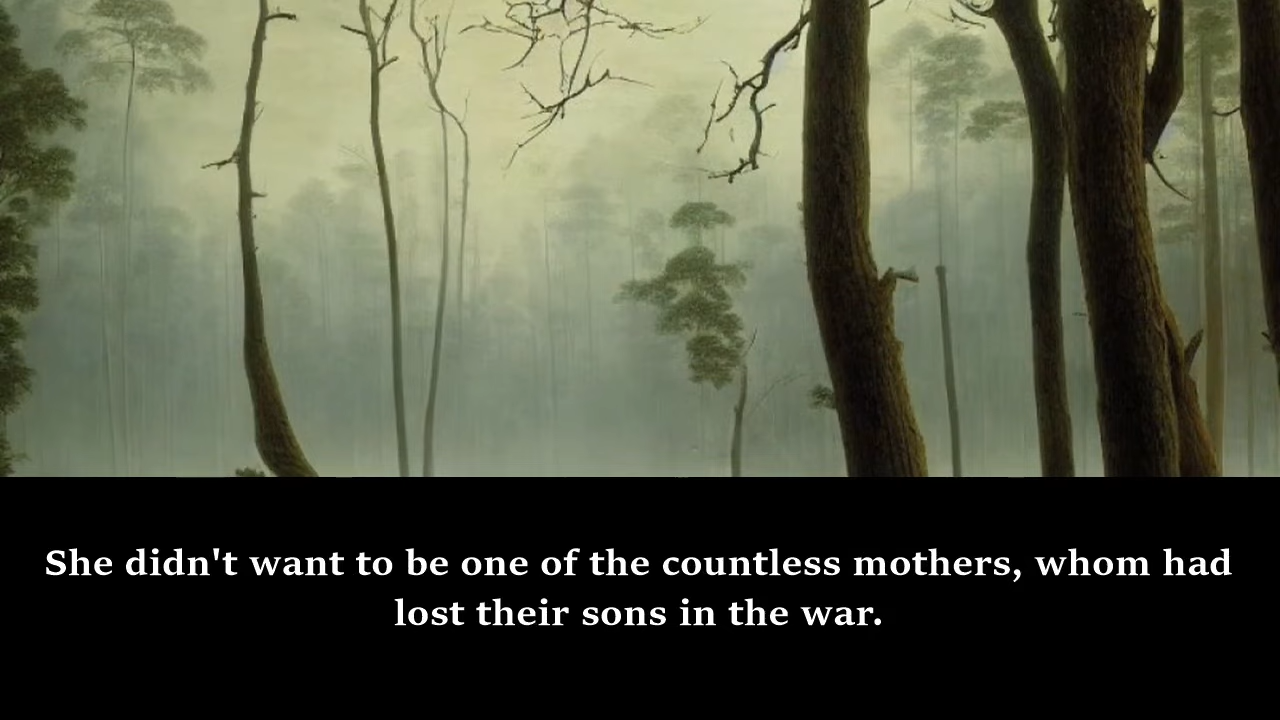 She didn't want to be one of the countless mothers, whom had
lost their sons in the war.